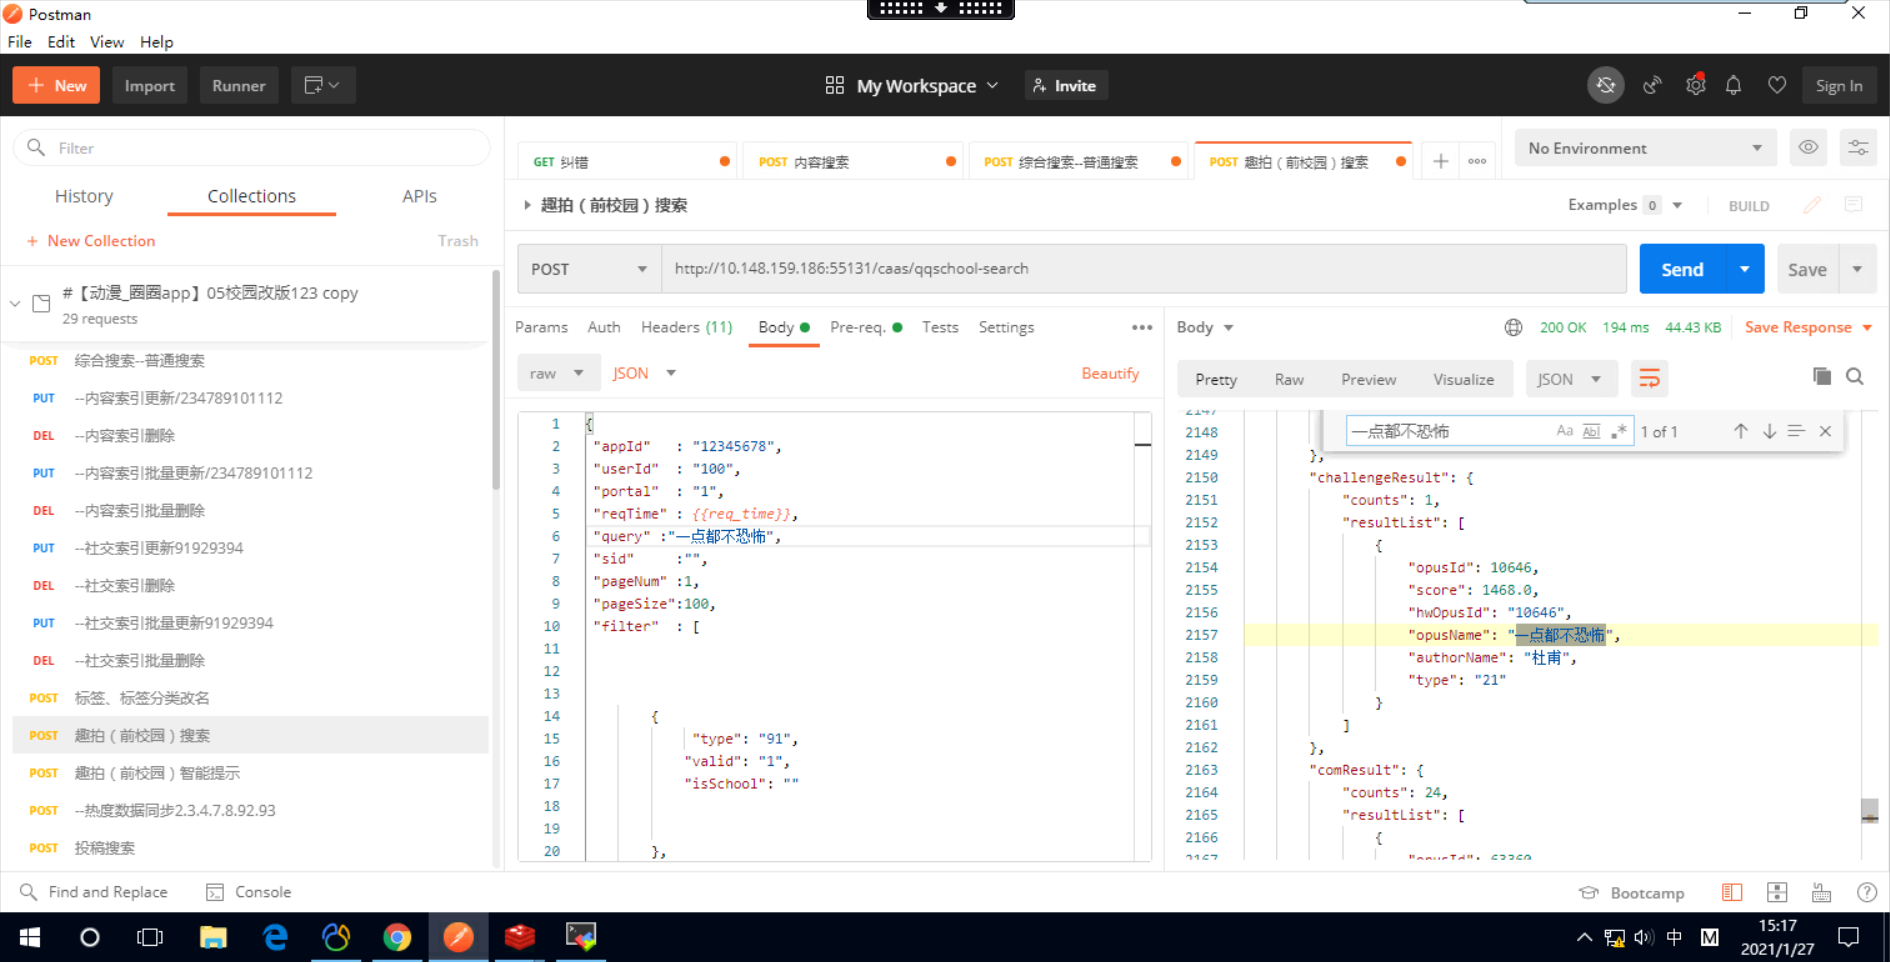 Postman
File Edit View Help
+ New Import Runner My Workspace Invite Sign In
Filter
History Collections APIs
+ New Collection Trash
#【动漫_圈圈app】05校园改版123 copy
29 requests
POST 综合搜索--普通搜索
PUT --内容索引更新/234789101112
DEL --内容索引删除
PUT --内容索引批量更新/234789101112
DEL --内容索引批量删除
PUT --社交索引更新91929394
DEL --社交索引删除
PUT --社交索引批量更新91929394
DEL --社交索引批量删除
POST 标签、标签分类改名
POST 趣拍（前校园）搜索
POST 趣拍（前校园）智能提示
POST --热度数据同步2.3.4.7.8.92.93
POST 投稿搜索
GET 纠错 POST 内容搜索 POST 综合搜索--普通搜索 POST 趣拍（前校园）搜索
No Environment
趣拍（前校园）搜索 Examples 0 BUILD
POST http://10.148.159.186:55131/caas/qqschool-search Send Save
Params Auth Headers (11) Body Pre-req. Tests Settings
raw JSON Beautify
1 {
2 "appId" : "12345678",
3 "userId" : "100",
4 "portal" : "1",
5 "reqTime" : {{req_time}},
6 "query" :"一点都不恐怖",
7 "sid" :"",
8 "pageNum" :1,
9 "pageSize":100,
10 "filter" : [
11
12
13
14 {
15 "type": "91",
16 "valid": "1",
17 "isSchool": ""
18
19
20 },
Body 200 OK 194 ms 44.43 KB Save Response
Pretty Raw Preview Visualize JSON
一点都不恐怖 Aa Abl .* 1 of 1
2147
2148
2149 },
2150 "challengeResult": {
2151 "counts": 1,
2152 "resultList": [
2153 {
2154 "opusId": 10646,
2155 "score": 1468.0,
2156 "hwOpusId": "10646",
2157 "opusName": "一点都不恐怖",
2158 "authorName": "杜甫",
2159 "type": "21"
2160 }
2161 ]
2162 },
2163 "comResult": {
2164 "counts": 24,
2165 "resultList": [
2166 {
2167 "opusId": 63360
Find and Replace Console Bootcamp
中 M 15:17
2021/1/27